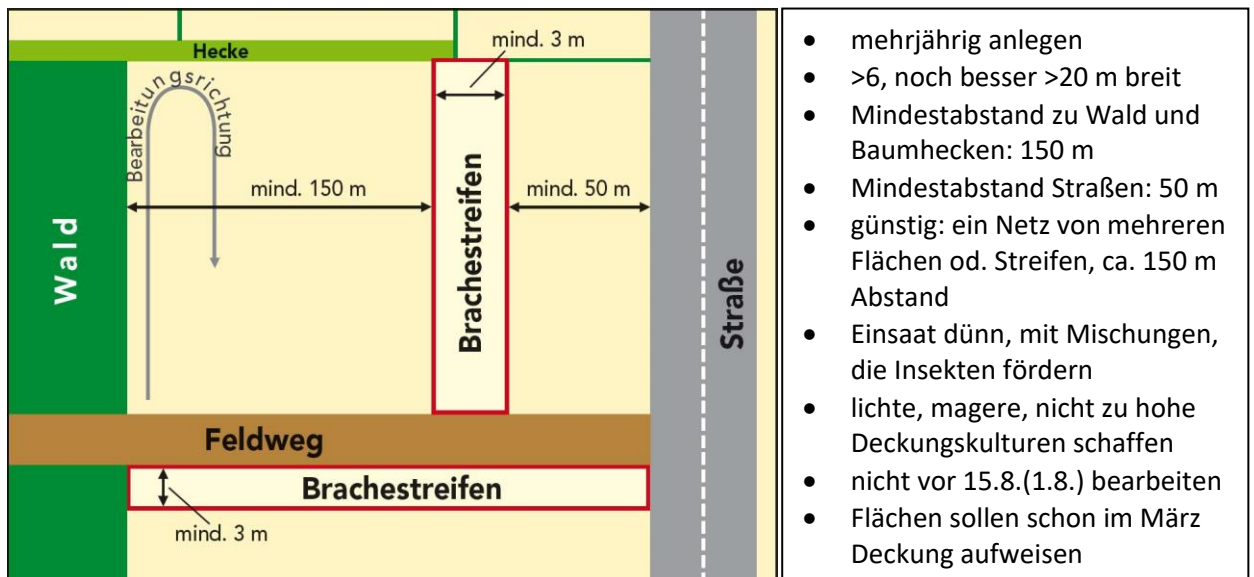 Hecke
mind. 3 m
Bearbeitungsrichtung
mind. 150 m
mind. 50 m
Wald
Brachestreifen
Straße
Feldweg
Brachestreifen
mind. 3 m
• mehrjährig anlegen
• >6, noch besser >20 m breit
• Mindestabstand zu Wald und
Baumhecken: 150 m
• Mindestabstand Straßen: 50 m
• günstig: ein Netz von mehreren
Flächen od. Streifen, ca. 150 m
Abstand
• Einsaat dünn, mit Mischungen,
die Insekten fördern
• lichte, magere, nicht zu hohe
Deckungskulturen schaffen
• nicht vor 15.8.(1.8.) bearbeiten
• Flächen sollen schon im März
Deckung aufweisen